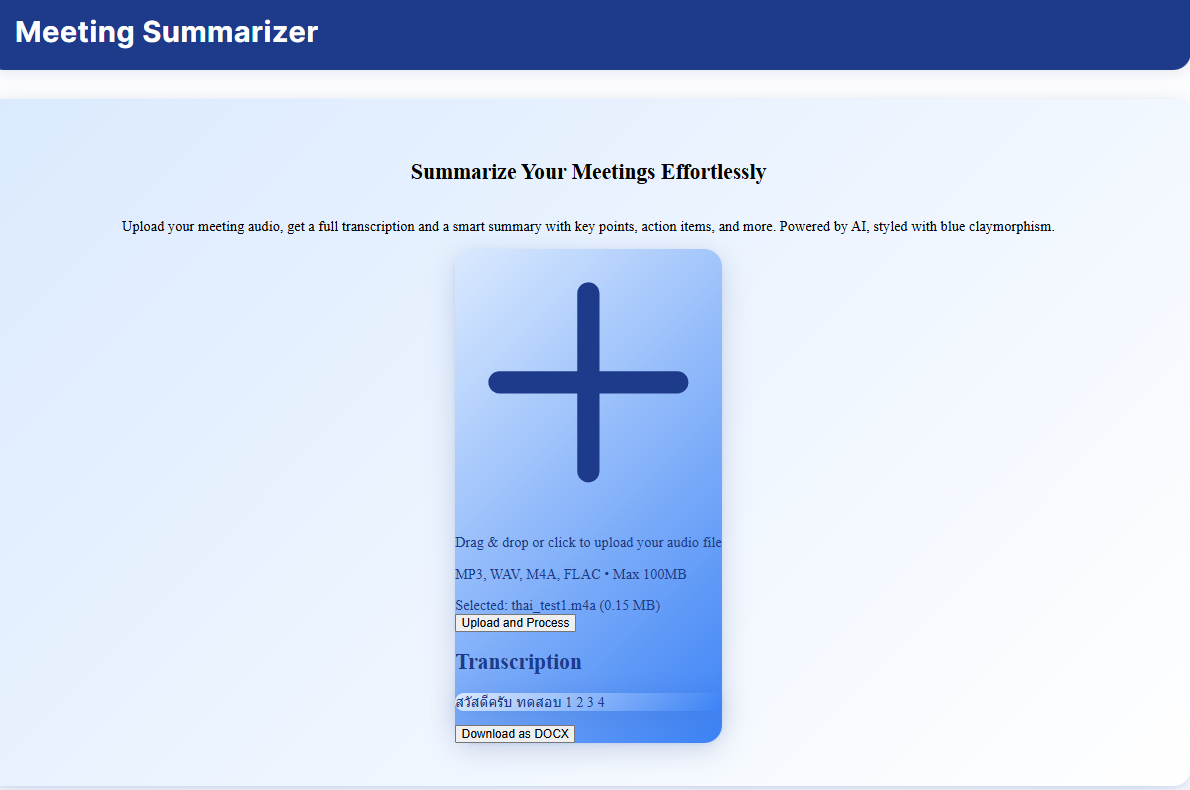 Meeting Summarizer
Summarize Your Meetings Effortlessly
Upload your meeting audio, get a full transcription and a smart summary with key points, action items, and more. Powered by AI, styled with blue claymorphism.
Drag & drop or click to upload your audio file
MP3, WAV, M4A, FLAC • Max 100MB
Selected: thai_test1.m4a (0.15 MB)
Upload and Process
Transcription
สวัสดีครับ ทดสอบ 1 2 3 4
Download as DOCX